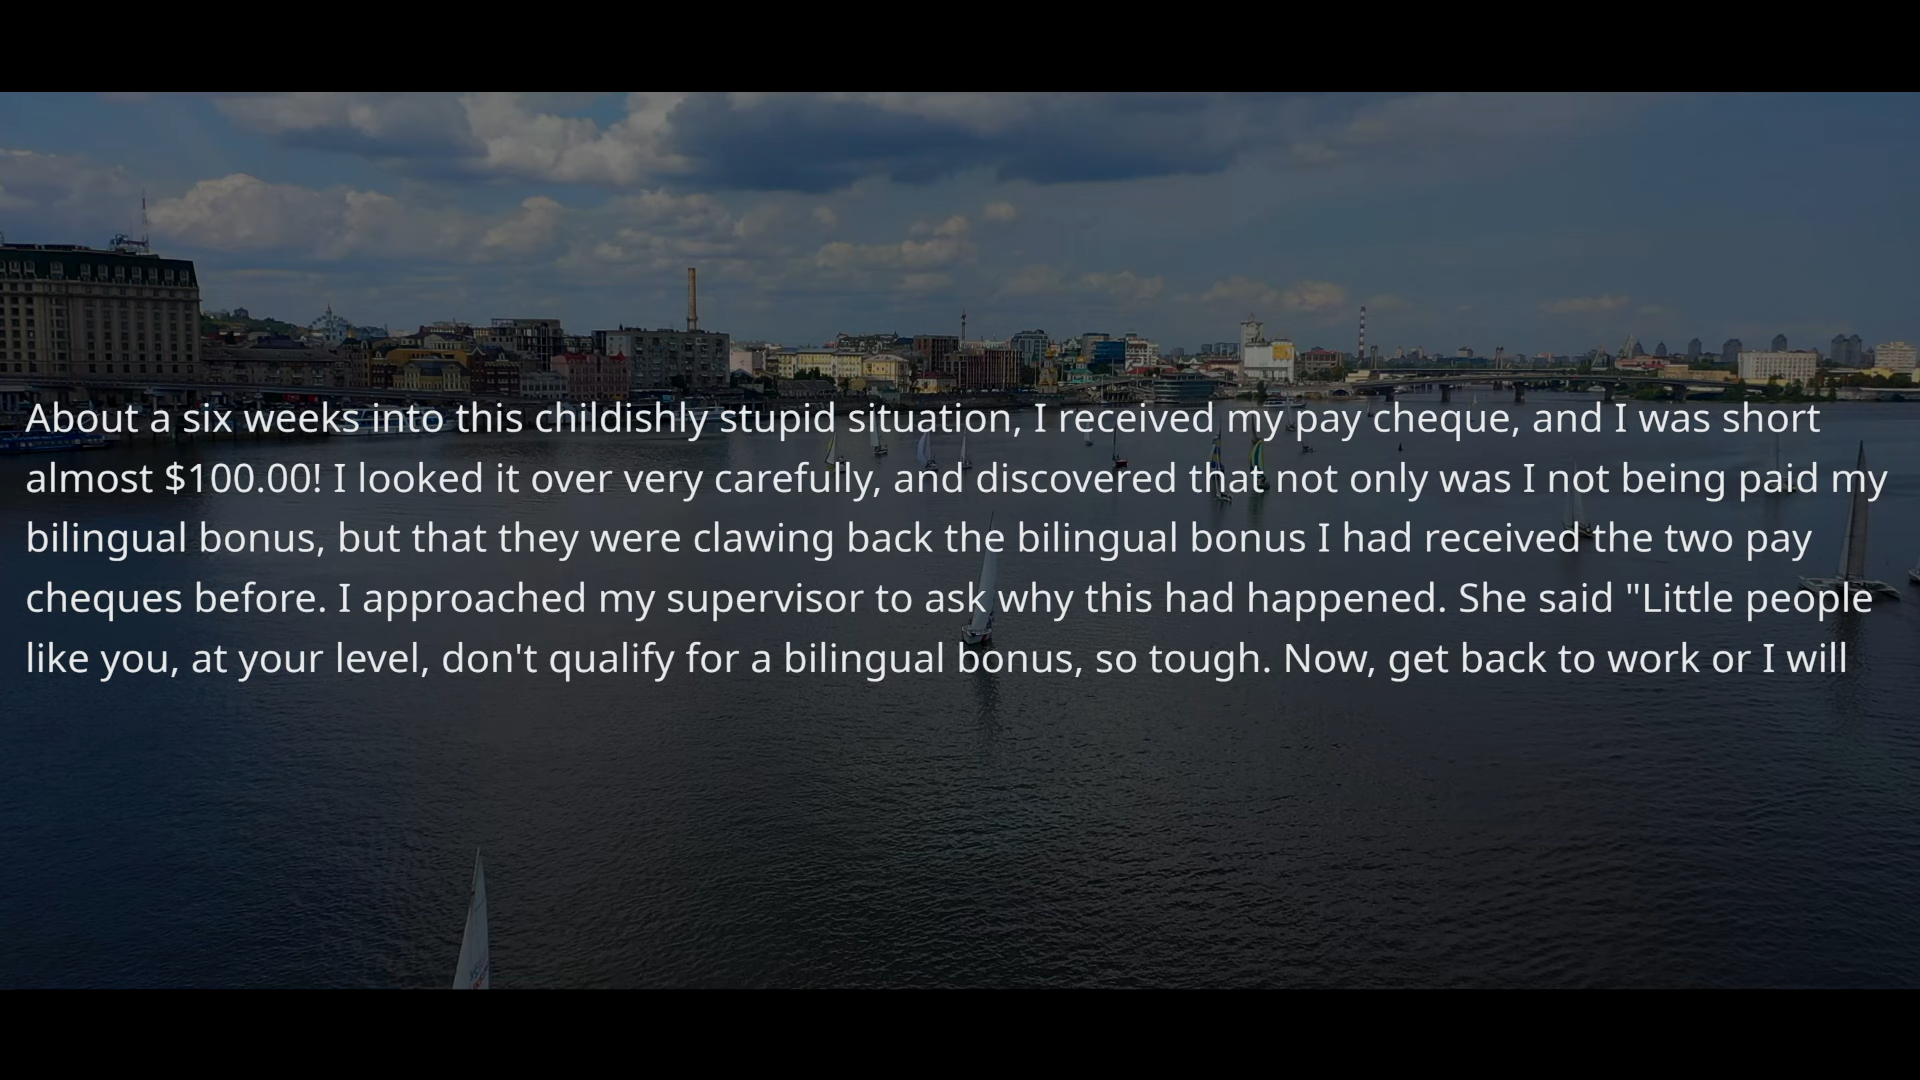 About a six weeks into this childishly stupid situation, I received my pay cheque, and I was short
almost $100.00! I looked it over very carefully, and discovered that not only was I not being paid my
bilingual bonus, but that they were clawing back the bilingual bonus I had received the two pay
cheques before. I approached my supervisor to ask why this had happened. She said "Little people
like you, at your level, don't qualify for a bilingual bonus, so tough. Now, get back to work or I will